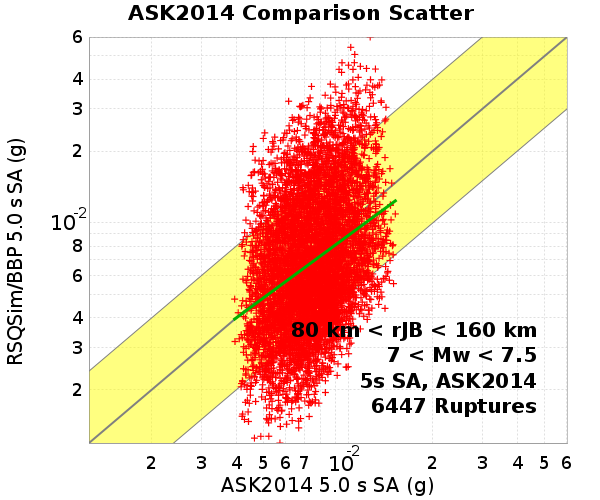 ASK2014 Comparison Scatter
6
4
3
2
10-2
8
6
4
3
2
RSQSim/BBP 5.0 s SA (g)
80 km < rJB < 160 km
7 < Mw < 7.5
5s SA, ASK2014
6447 Ruptures
2 3 4 5 6 7 10-2 2 3 4 5 6
ASK2014 5.0 s SA (g)